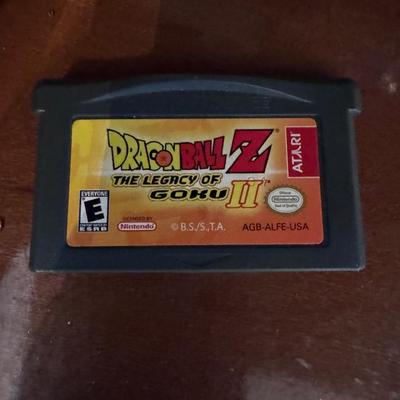 DRAGON BALL Z
THE LEGACY OF
GOKU II™
ATARI
EVERYONE
E
ESRB
LICENSED BY
Nintendo
© B.S./S.,T.A.
Official
Nintendo
Seal of Quality
AGB-ALFE-USA